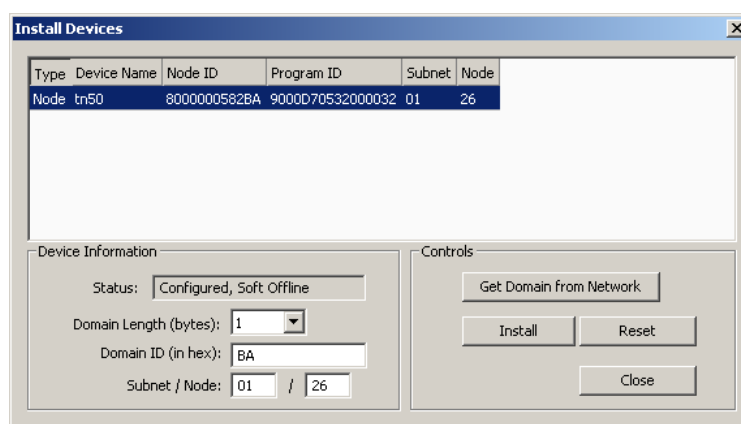 Install Devices
Type Device Name Node ID Program ID Subnet Node
Node tn50 8000000582BA 9000D70532000032 01 26
Device Information
Status: Configured, Soft Offline
Domain Length (bytes): 1
Domain ID (in hex): BA
Subnet / Node: 01 / 26
Controls
Get Domain from Network
Install Reset
Close